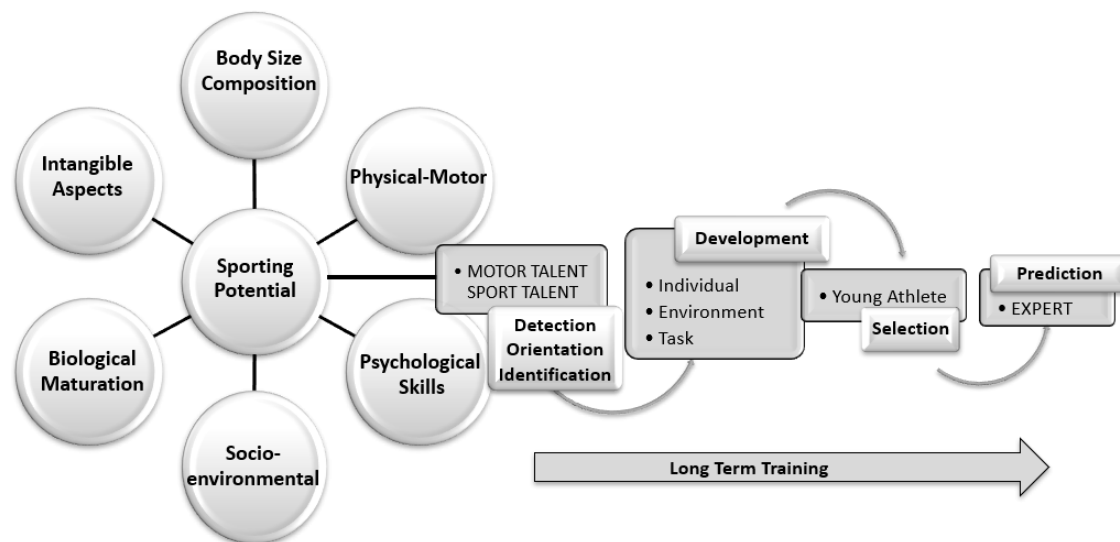 Body Size
Composition
Intangible
Aspects
Physical-Motor
Sporting
Potential
Biological
Maturation
Psychological
Skills
Socio-
environmental
• MOTOR TALENT
SPORT TALENT
Detection
Orientation
Identification
Development
• Individual
• Environment
• Task
• Young Athlete
Selection
Prediction
• EXPERT
Long Term Training